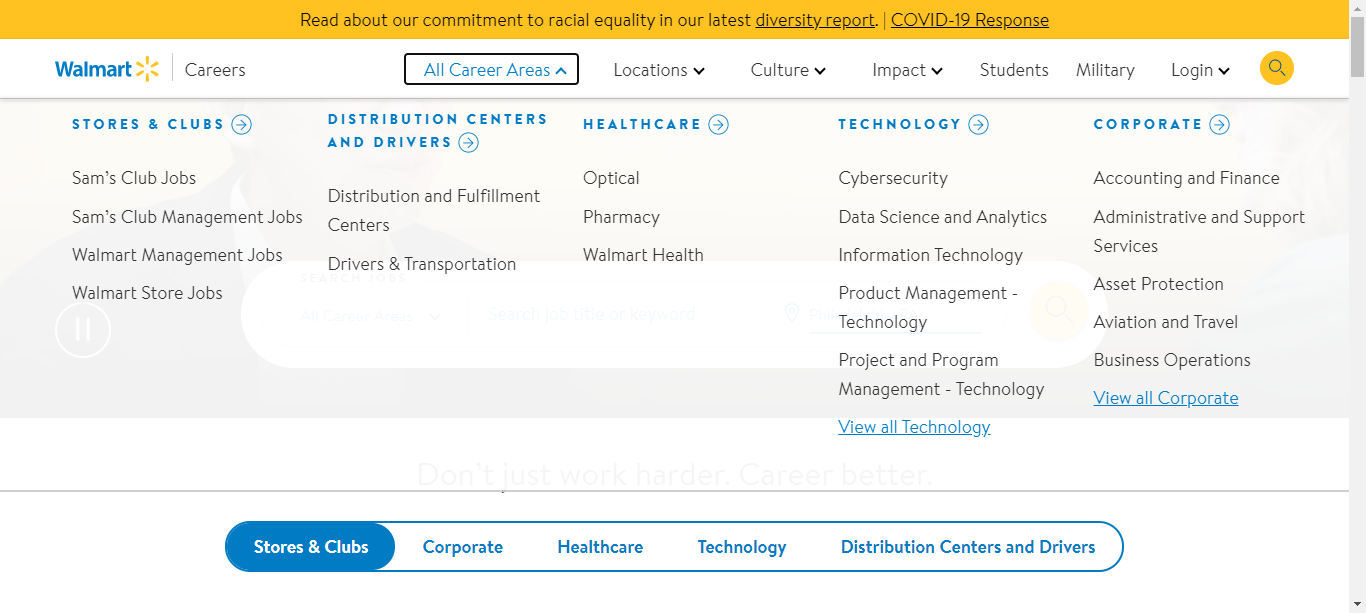 Read about our commitment to racial equality in our latest diversity report. | COVID-19 Response
Walmart Careers All Career Areas Locations Culture Impact Students Military Login
STORES & CLUBS
Sam's Club Jobs
Sam's Club Management Jobs
Walmart Management Jobs
Walmart Store Jobs
DISTRIBUTION CENTERS
AND DRIVERS
Distribution and Fulfillment
Centers
Drivers & Transportation
HEALTHCARE
Optical
Pharmacy
Walmart Health
TECHNOLOGY
Cybersecurity
Data Science and Analytics
Information Technology
Product Management -
Technology
Project and Program
Management - Technology
View all Technology
CORPORATE
Accounting and Finance
Administrative and Support
Services
Asset Protection
Aviation and Travel
Business Operations
View all Corporate
SEARCH JOBS
All Career Areas Search job title or keyword
Don't just work harder. Career better.
Stores & Clubs Corporate Healthcare Technology Distribution Centers and Drivers